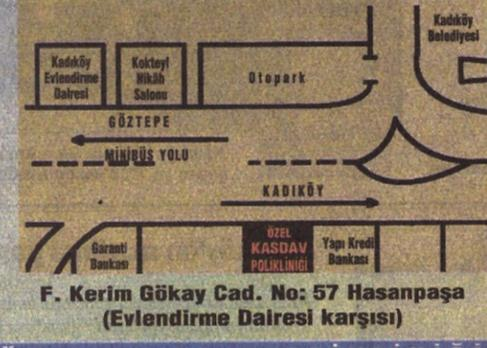 Kadıköy
Belediyesi
Kadıköy
Evlendirme
Dairesi
Kokteyl
Nikâh
Salonu
Otopark
GÖZTEPE
MİNİBÜS YOLU
KADIKÖY
Garanti
Bankası
ÖZEL
KASDAV
POLİKLİNİĞİ
Yapı Kredi
Bankası
F. Kerim Gökay Cad. No: 57 Hasanpaşa
(Evlendirme Dairesi karşısı)